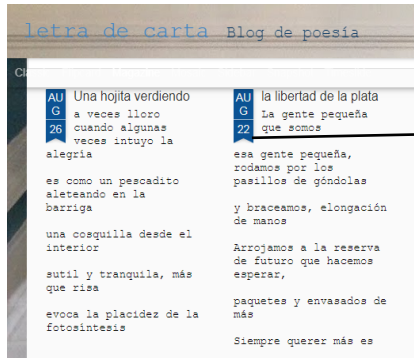 letra de carta Blog de poesía
Cl
AU
G
26
Una hojita verdiendo
a veces lloro
cuando algunas
veces intuyo la
alegría
es como un pescadito
aleteando en la
barriga
una cosquilla desde el
interior
sutil y tranquila, más
que risa
evoca la placidez de la
fotosíntesis
AU
G
22
la libertad de la plata
La gente pequeña
que somos
esa gente pequeña,
rodamos por los
pasillos de góndolas
y braceamos, elongación
de manos
Arrojamos a la reserva
de futuro que hacemos
esperar,
paquetes y envasados de
más
Siempre querer más es